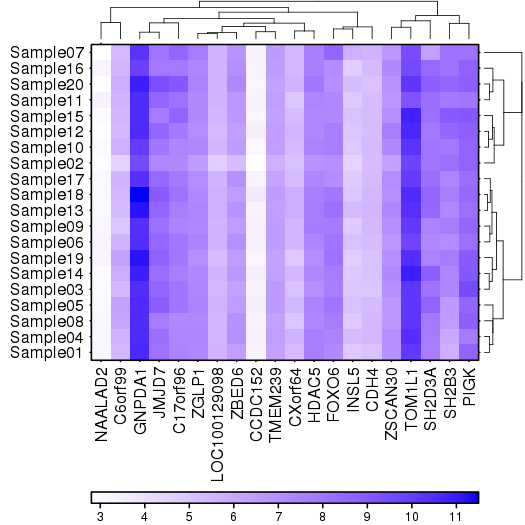 Sample07
Sample16
Sample20
Sample11
Sample15
Sample12
Sample10
Sample02
Sample17
Sample18
Sample13
Sample09
Sample06
Sample19
Sample14
Sample03
Sample05
Sample08
Sample04
Sample01
NAALAD2
C6orf99
GNPDA1
JMJD7
C17orf96
ZGLP1
LOC100129098
ZBED6
CCDC152
TMEM239
CXorf64
HDAC5
FOXO6
INSL5
CDH4
ZSCAN30
TOM1L1
SH2D3A
SH2B3
PIGK
3 4 5 6 7 8 9 10 11